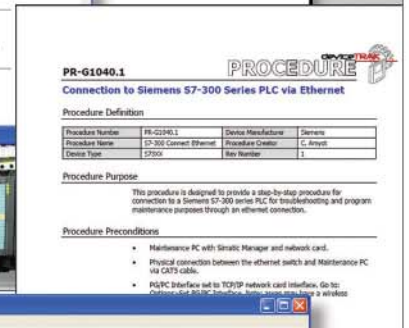 deviceTRAK
PR-G1040.1 PROCEDURE
Connection to Siemens S7-300 Series PLC via Ethernet
Procedure Definition
Procedure Number PR-G1040.1 Device Manufacturer Siemens
Procedure Name S7-300 Connect Ethernet Procedure Creator C. Amyot
Device Type S7300 Rev Number 1
Procedure Purpose
This procedure is designed to provide a step-by-step procedure for
connection to a Siemens S7-300 series PLC for troubleshooting and program
maintenance purposes through an ethernet connection.
Procedure Preconditions
• Maintenance PC with Simatic Manager and network card.
• Physical connection between the ethernet switch and Maintenance PC
via CAT5 cable.
• PG/PC Interface set to TCP/IP network card interface. Go to: